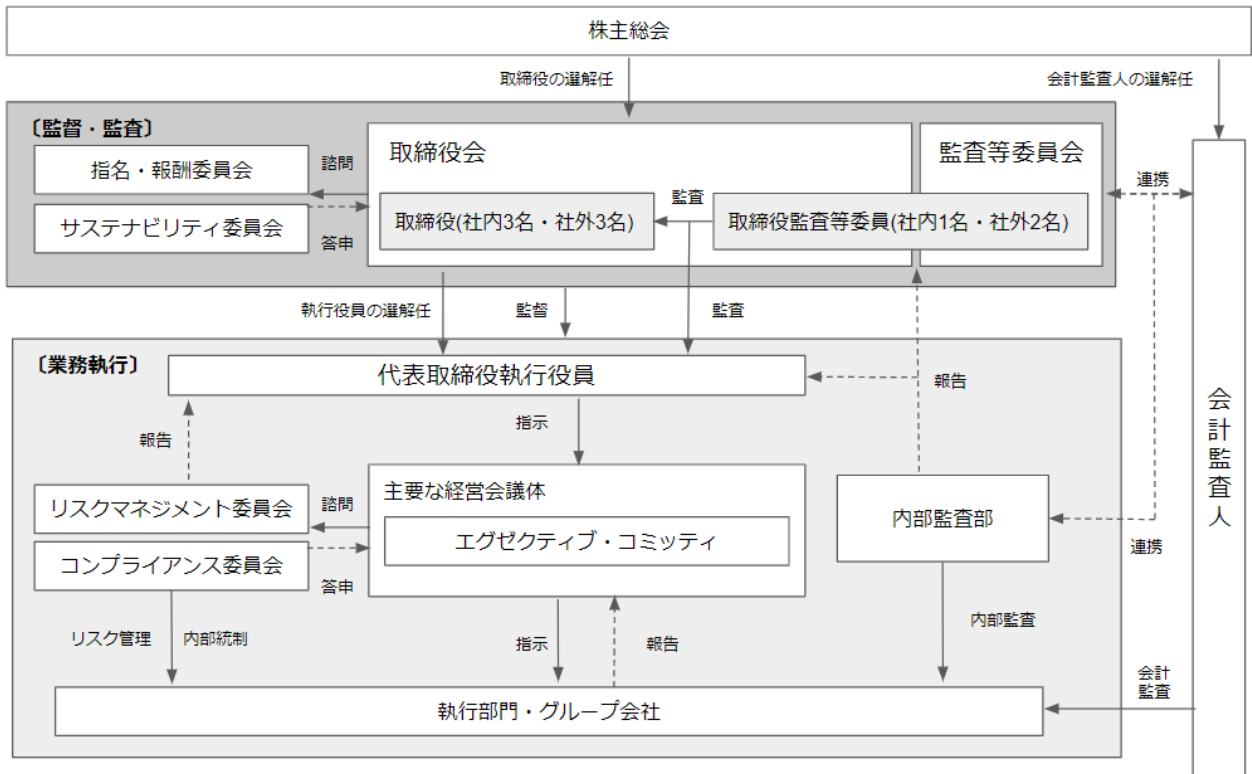 株主総会
取締役の選解任
会計監査人の選解任
〔監督・監査〕
取締役会
監査等委員会
指名・報酬委員会
諮問
連携
監査
取締役(社内3名・社外3名)
取締役監査等委員(社内1名・社外2名)
サステナビリティ委員会
答申
執行役員の選解任
監督
監査
〔業務執行〕
代表取締役執行役員
報告
会計監査人
指示
報告
主要な経営会議体
リスクマネジメント委員会
諮問
内部監査部
エグゼクティブ・コミッティ
連携
コンプライアンス委員会
答申
内部監査
リスク管理
内部統制
指示
報告
会計
監査
執行部門・グループ会社